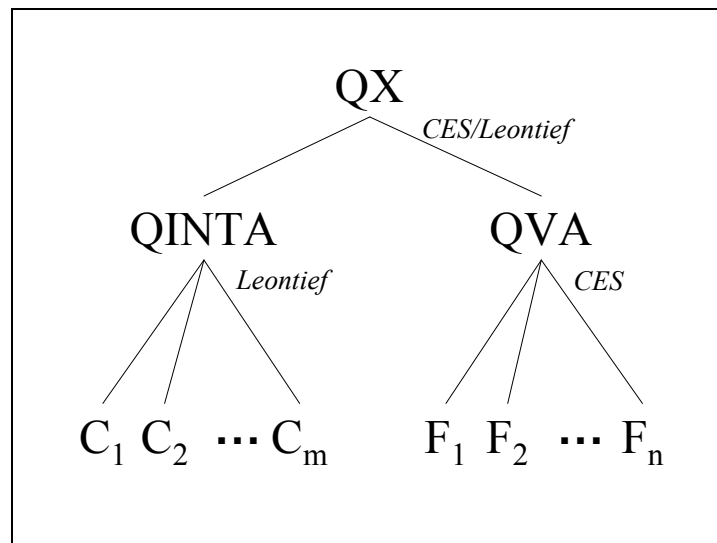 QX
CES/Leontief
QINTA QVA
Leontief CES
C₁ C₂ ... Cₘ F₁ F₂ ... Fₙ